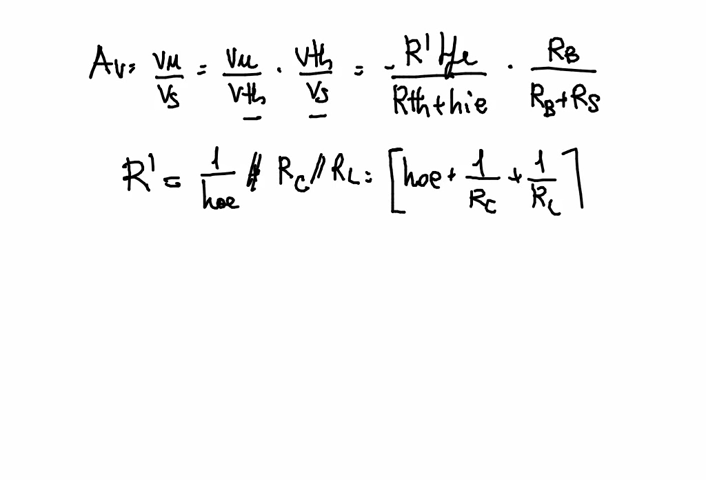 Av = vu/vs = vu/vth · vth/vs = - R'Hfe/(Rth+hie) · RB/(RB+RS)
R' = 1/hoe // RC // RL = [hoe + 1/RC + 1/RL]